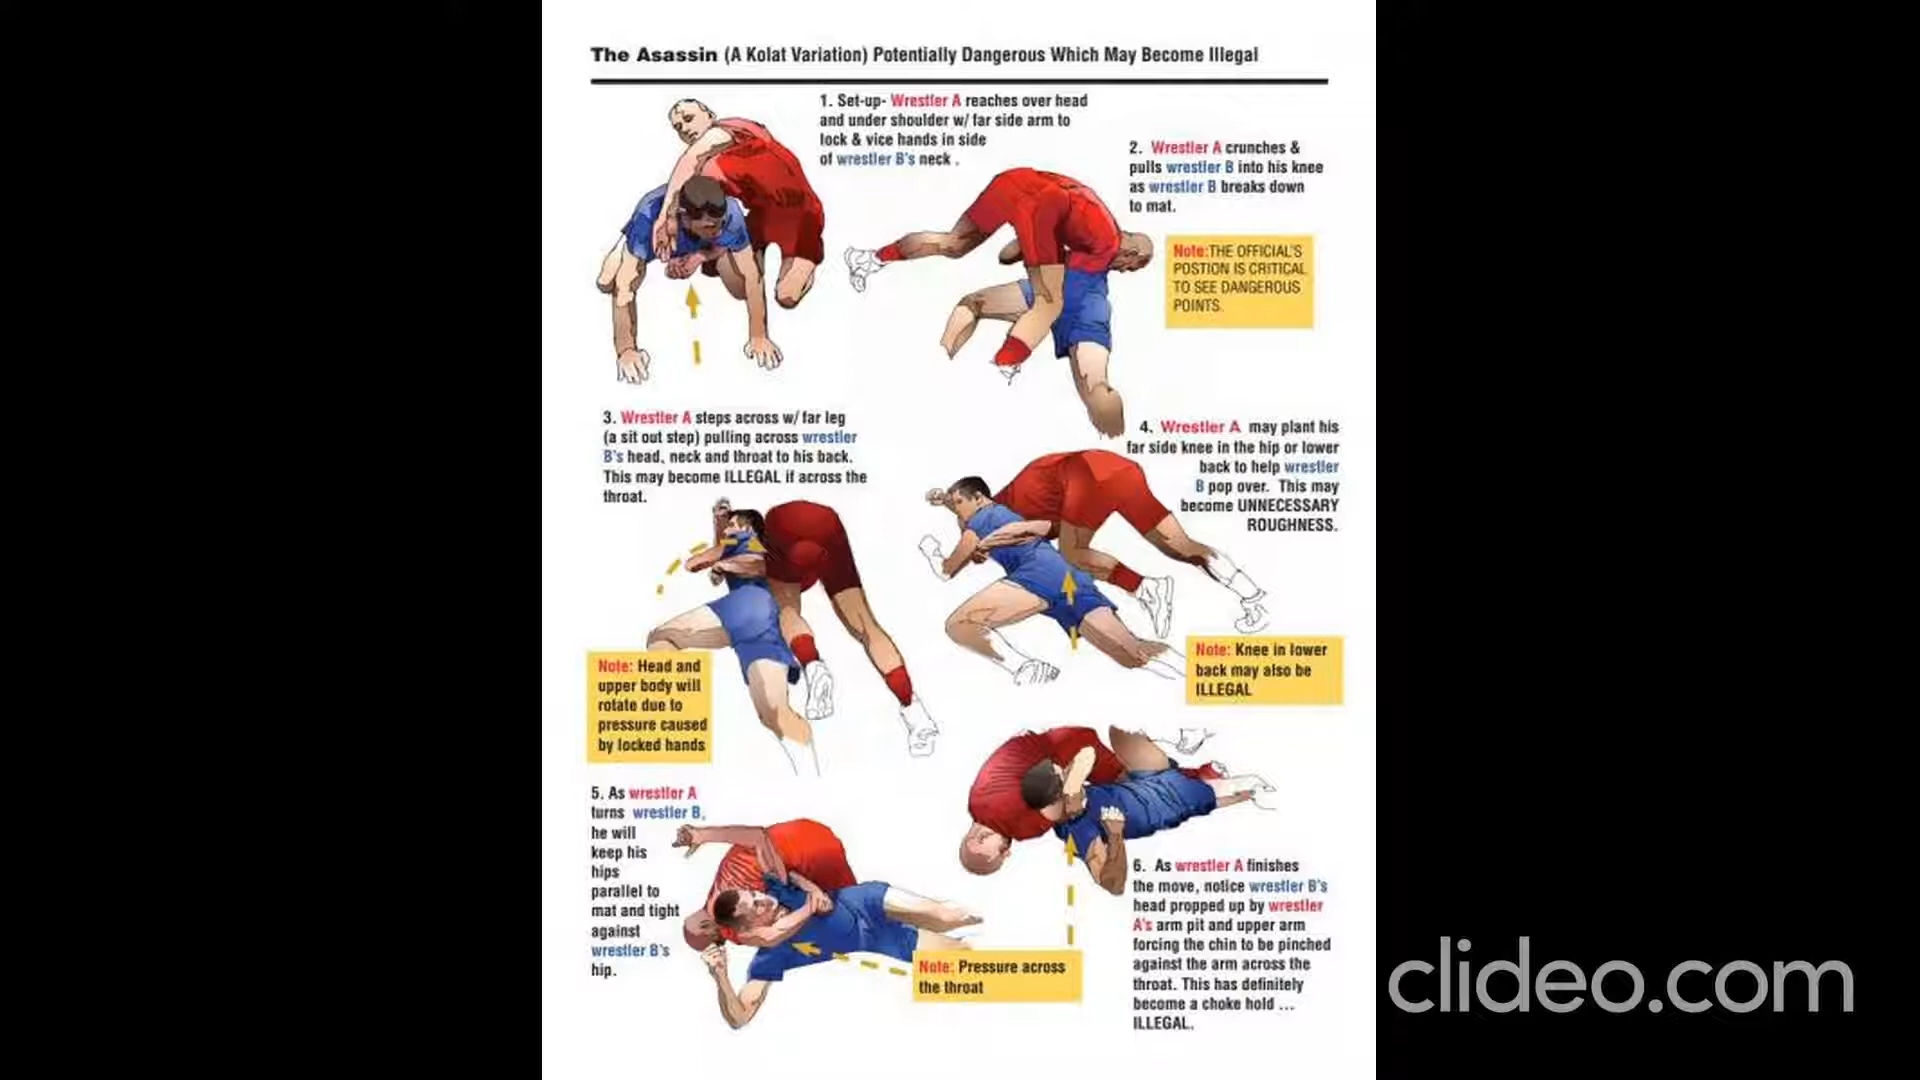 The Asassin (A Kolat Variation) Potentially Dangerous Which May Become Illegal
1. Set-up- Wrestler A reaches over head
and under shoulder w/ far side arm to
lock & vice hands in side
of wrestler B's neck .
2. Wrestler A crunches &
pulls wrestler B into his knee
as wrestler B breaks down
to mat.
Note:THE OFFICIAL'S
POSTION IS CRITICAL
TO SEE DANGEROUS
POINTS.
3. Wrestler A steps across w/ far leg
(a sit out step) pulling across wrestler
B's head, neck and throat to his back.
This may become ILLEGAL if across the
throat.
4. Wrestler A may plant his
far side knee in the hip or lower
back to help wrestler
B pop over. This may
become UNNECESSARY
ROUGHNESS.
Note: Head and
upper body will
rotate due to
pressure caused
by locked hands
Note: Knee in lower
back may also be
ILLEGAL
5. As wrestler A
turns wrestler B,
he will
keep his
hips
parallel to
mat and tight
against
wrestler B's
hip.
Note: Pressure across
the throat
6. As wrestler A finishes
the move, notice wrestler B's
head propped up by wrestler
A's arm pit and upper arm
forcing the chin to be pinched
against the arm across the
throat. This has definitely
become a choke hold ...
ILLEGAL.
clideo.com